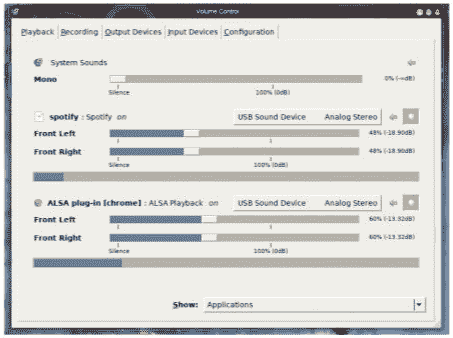 Volume Control
Playback Recording Output Devices Input Devices Configuration
System Sounds
Mono 0% (-∞dB)
Silence 100% (0dB)
spotify : Spotify on USB Sound Device Analog Stereo
Front Left 48% (-18.90dB)
Front Right 48% (-18.90dB)
Silence 100% (0dB)
ALSA plug-in [chrome] : ALSA Playback on USB Sound Device Analog Stereo
Front Left 60% (-13.32dB)
Front Right 60% (-13.32dB)
Silence 100% (0dB)
Show: Applications